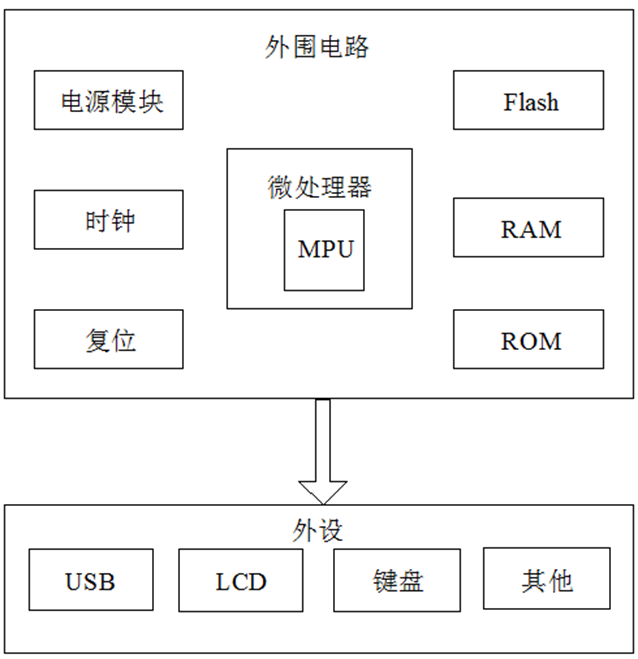 外围电路
电源模块
Flash
微处理器
时钟
RAM
MPU
复位
ROM
外设
USB
LCD
键盘
其他